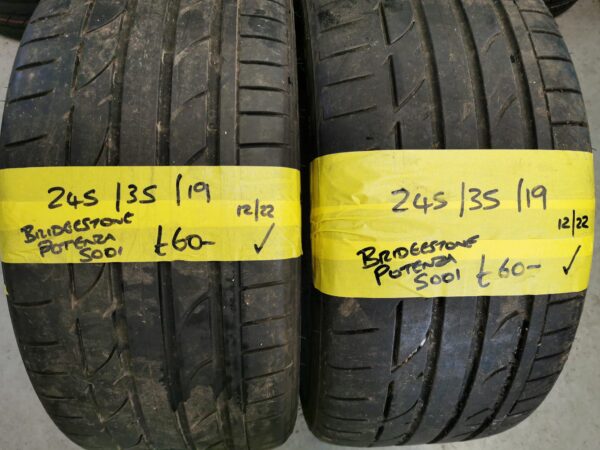 245/35/19
12/22
BRIDGESTONE
POTENZA
S001
£60- ✓
245/35/19
12/22
BRIDGESTONE
POTENZA
S001
£60- ✓